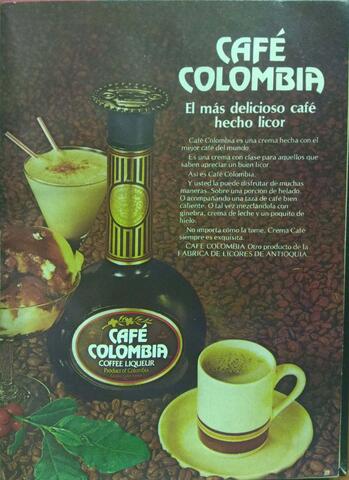 CAFÉ
COLOMBIA
El más delicioso café
hecho licor
Café Colombia es una crema hecha con el
mejor café del mundo.
Es una crema con clase para aquellos que
saben apreciar un buen licor.
Así es Café Colombia.
Y usted la puede disfrutar de muchas
maneras. Sobre una porción de helado.
O acompañando una taza de café bien
caliente. O tal vez mezclándola con
ginebra, crema de leche y un poquito de
hielo.
No importa cómo la tome, Crema Café
siempre es exquisita.
CAFE COLOMBIA Otro producto de la
FABRICA DE LICORES DE ANTIOQUIA
CAFÉ
COLOMBIA
COFFEE LIQUEUR
Product of Colombia